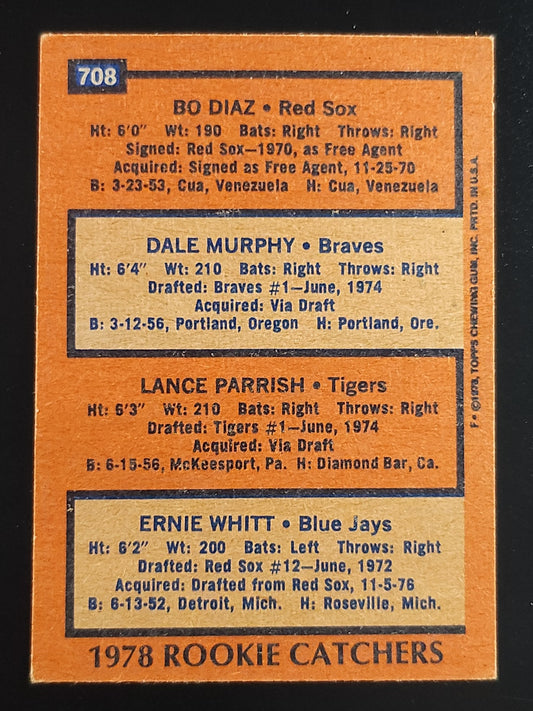 708
BO DIAZ • Red Sox
Ht: 6'0" Wt: 190 Bats: Right Throws: Right
Signed: Red Sox—1970, as Free Agent
Acquired: Signed as Free Agent, 11-25-70
B: 3-23-53, Cua, Venezuela H: Cua, Venezuela
DALE MURPHY • Braves
Ht: 6'4" Wt: 210 Bats: Right Throws: Right
Drafted: Braves #1—June, 1974
Acquired: Via Draft
B: 3-12-56, Portland, Oregon H: Portland, Ore.
LANCE PARRISH • Tigers
Ht: 6'3" Wt: 210 Bats: Right Throws: Right
Drafted: Tigers #1—June, 1974
Acquired: Via Draft
B: 6-15-56, McKeesport, Pa. H: Diamond Bar, Ca.
ERNIE WHITT • Blue Jays
Ht: 6'2" Wt: 200 Bats: Left Throws: Right
Drafted: Red Sox #12—June, 1972
Acquired: Drafted from Red Sox, 11-5-76
B: 6-13-52, Detroit, Mich. H: Roseville, Mich.
1978 ROOKIE CATCHERS
F • ©1978, TOPPS CHEWING GUM, INC. PRTD. IN U.S.A.